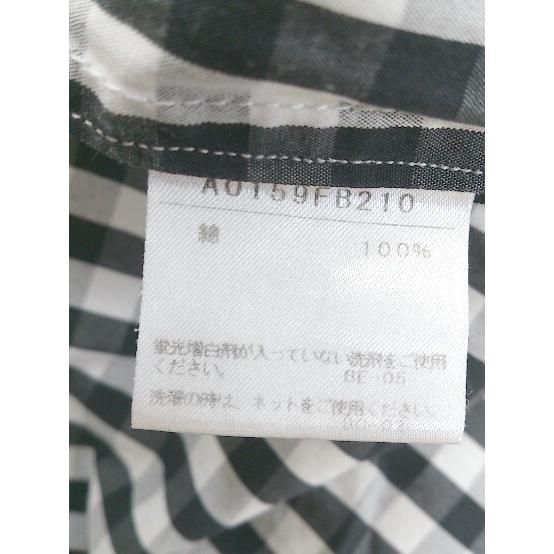 A0159FB210
綿 100%
蛍光増白剤が入っていない洗剤をご使用
ください。 BE-05
洗濯の時は、ネットをご使用ください。